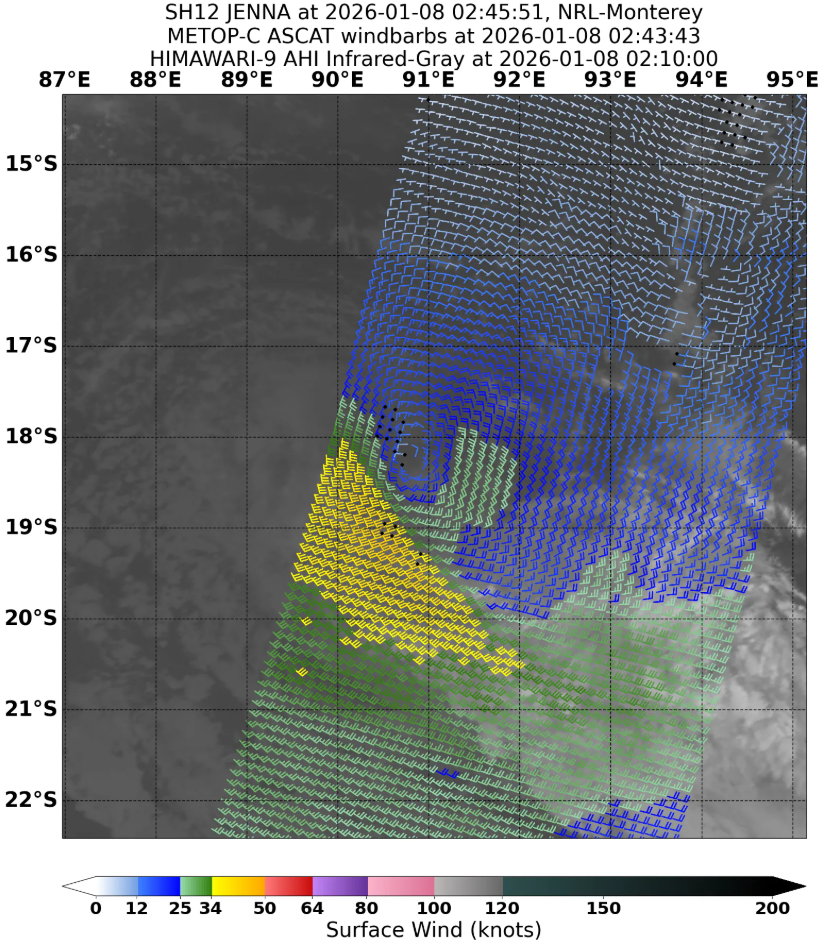 SH12 JENNA at 2026-01-08 02:45:51, NRL-Monterey
METOP-C ASCAT windbarbs at 2026-01-08 02:43:43
HIMAWARI-9 AHI Infrared-Gray at 2026-01-08 02:10:00
87°E 88°E 89°E 90°E 91°E 92°E 93°E 94°E 95°E
15°S
16°S
17°S
18°S
19°S
20°S
21°S
22°S
0 12 25 34 50 64 80 100 120 150 200
Surface Wind (knots)